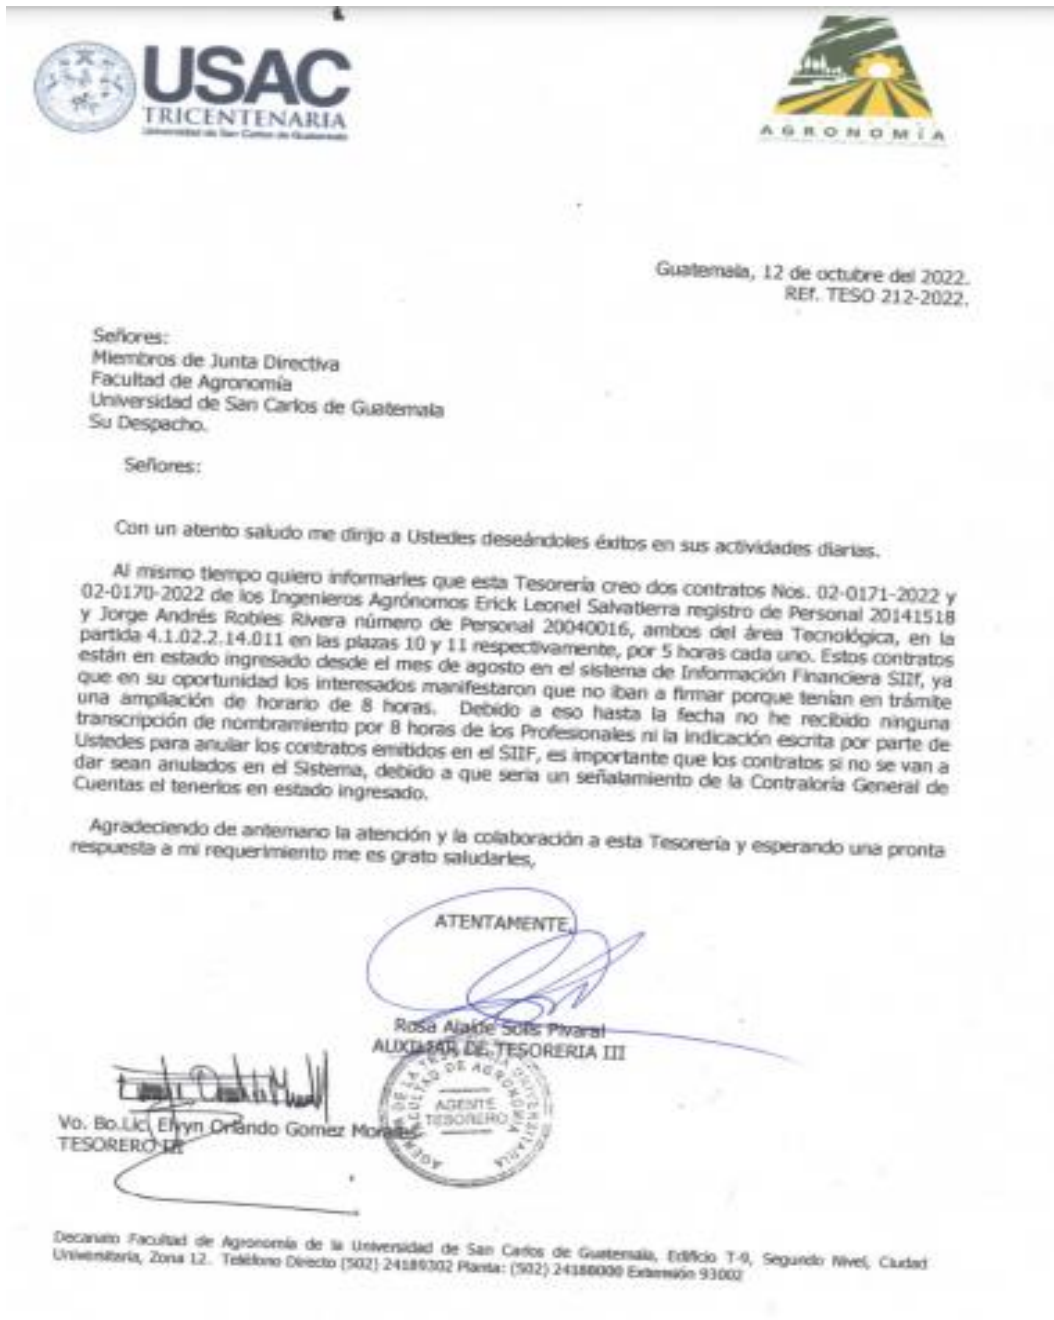 USAC
TRICENTENARIA
Universidad de San Carlos de Guatemala
AGRONOMÍA
Guatemala, 12 de octubre del 2022.
REf. TESO 212-2022.
Señores:
Miembros de Junta Directiva
Facultad de Agronomía
Universidad de San Carlos de Guatemala
Su Despacho.
Señores:
Con un atento saludo me dirijo a Ustedes deseándoles éxitos en sus actividades diarias.
Al mismo tiempo quiero informarles que esta Tesorería creo dos contratos Nos. 02-0171-2022 y
02-0170-2022 de los Ingenieros Agrónomos Erick Leonel Salvatierra registro de Personal 20141518
y Jorge Andrés Robles Rivera número de Personal 20040016, ambos del área Tecnológica, en la
partida 4.1.02.2.14.011 en las plazas 10 y 11 respectivamente, por 5 horas cada uno. Estos contratos
están en estado ingresado desde el mes de agosto en el sistema de Información Financiera SIIf, ya
que en su oportunidad los interesados manifestaron que no iban a firmar porque tenían en trámite
una ampliación de horario de 8 horas. Debido a eso hasta la fecha no he recibido ninguna
transcripción de nombramiento por 8 horas de los Profesionales ni la indicación escrita por parte de
Ustedes para anular los contratos emitidos en el SIIF, es importante que los contratos si no se van a
dar sean anulados en el Sistema, debido a que seria un señalamiento de la Contraloría General de
Cuentas el tenerlos en estado ingresado.
Agradeciendo de antemano la atención y la colaboración a esta Tesorería y esperando una pronta
respuesta a mi requerimiento me es grato saludarles,
ATENTAMENTE,
Rosa Alaide Solis Pivaral
AUXILIAR DE TESORERIA III
FACULTAD DE AGRONOMIA
AGENTE
TESORERO
Vo. Bo.Lic. Elvyn Orlando Gomez Morales
TESORERO III
Decanato Facultad de Agronomía de la Universidad de San Carlos de Guatemala, Edificio T-9, Segundo Nivel, Ciudad
Universitaria, Zona 12. Teléfono Directo (502) 24189302 Planta: (502) 24188000 Extensión 93002